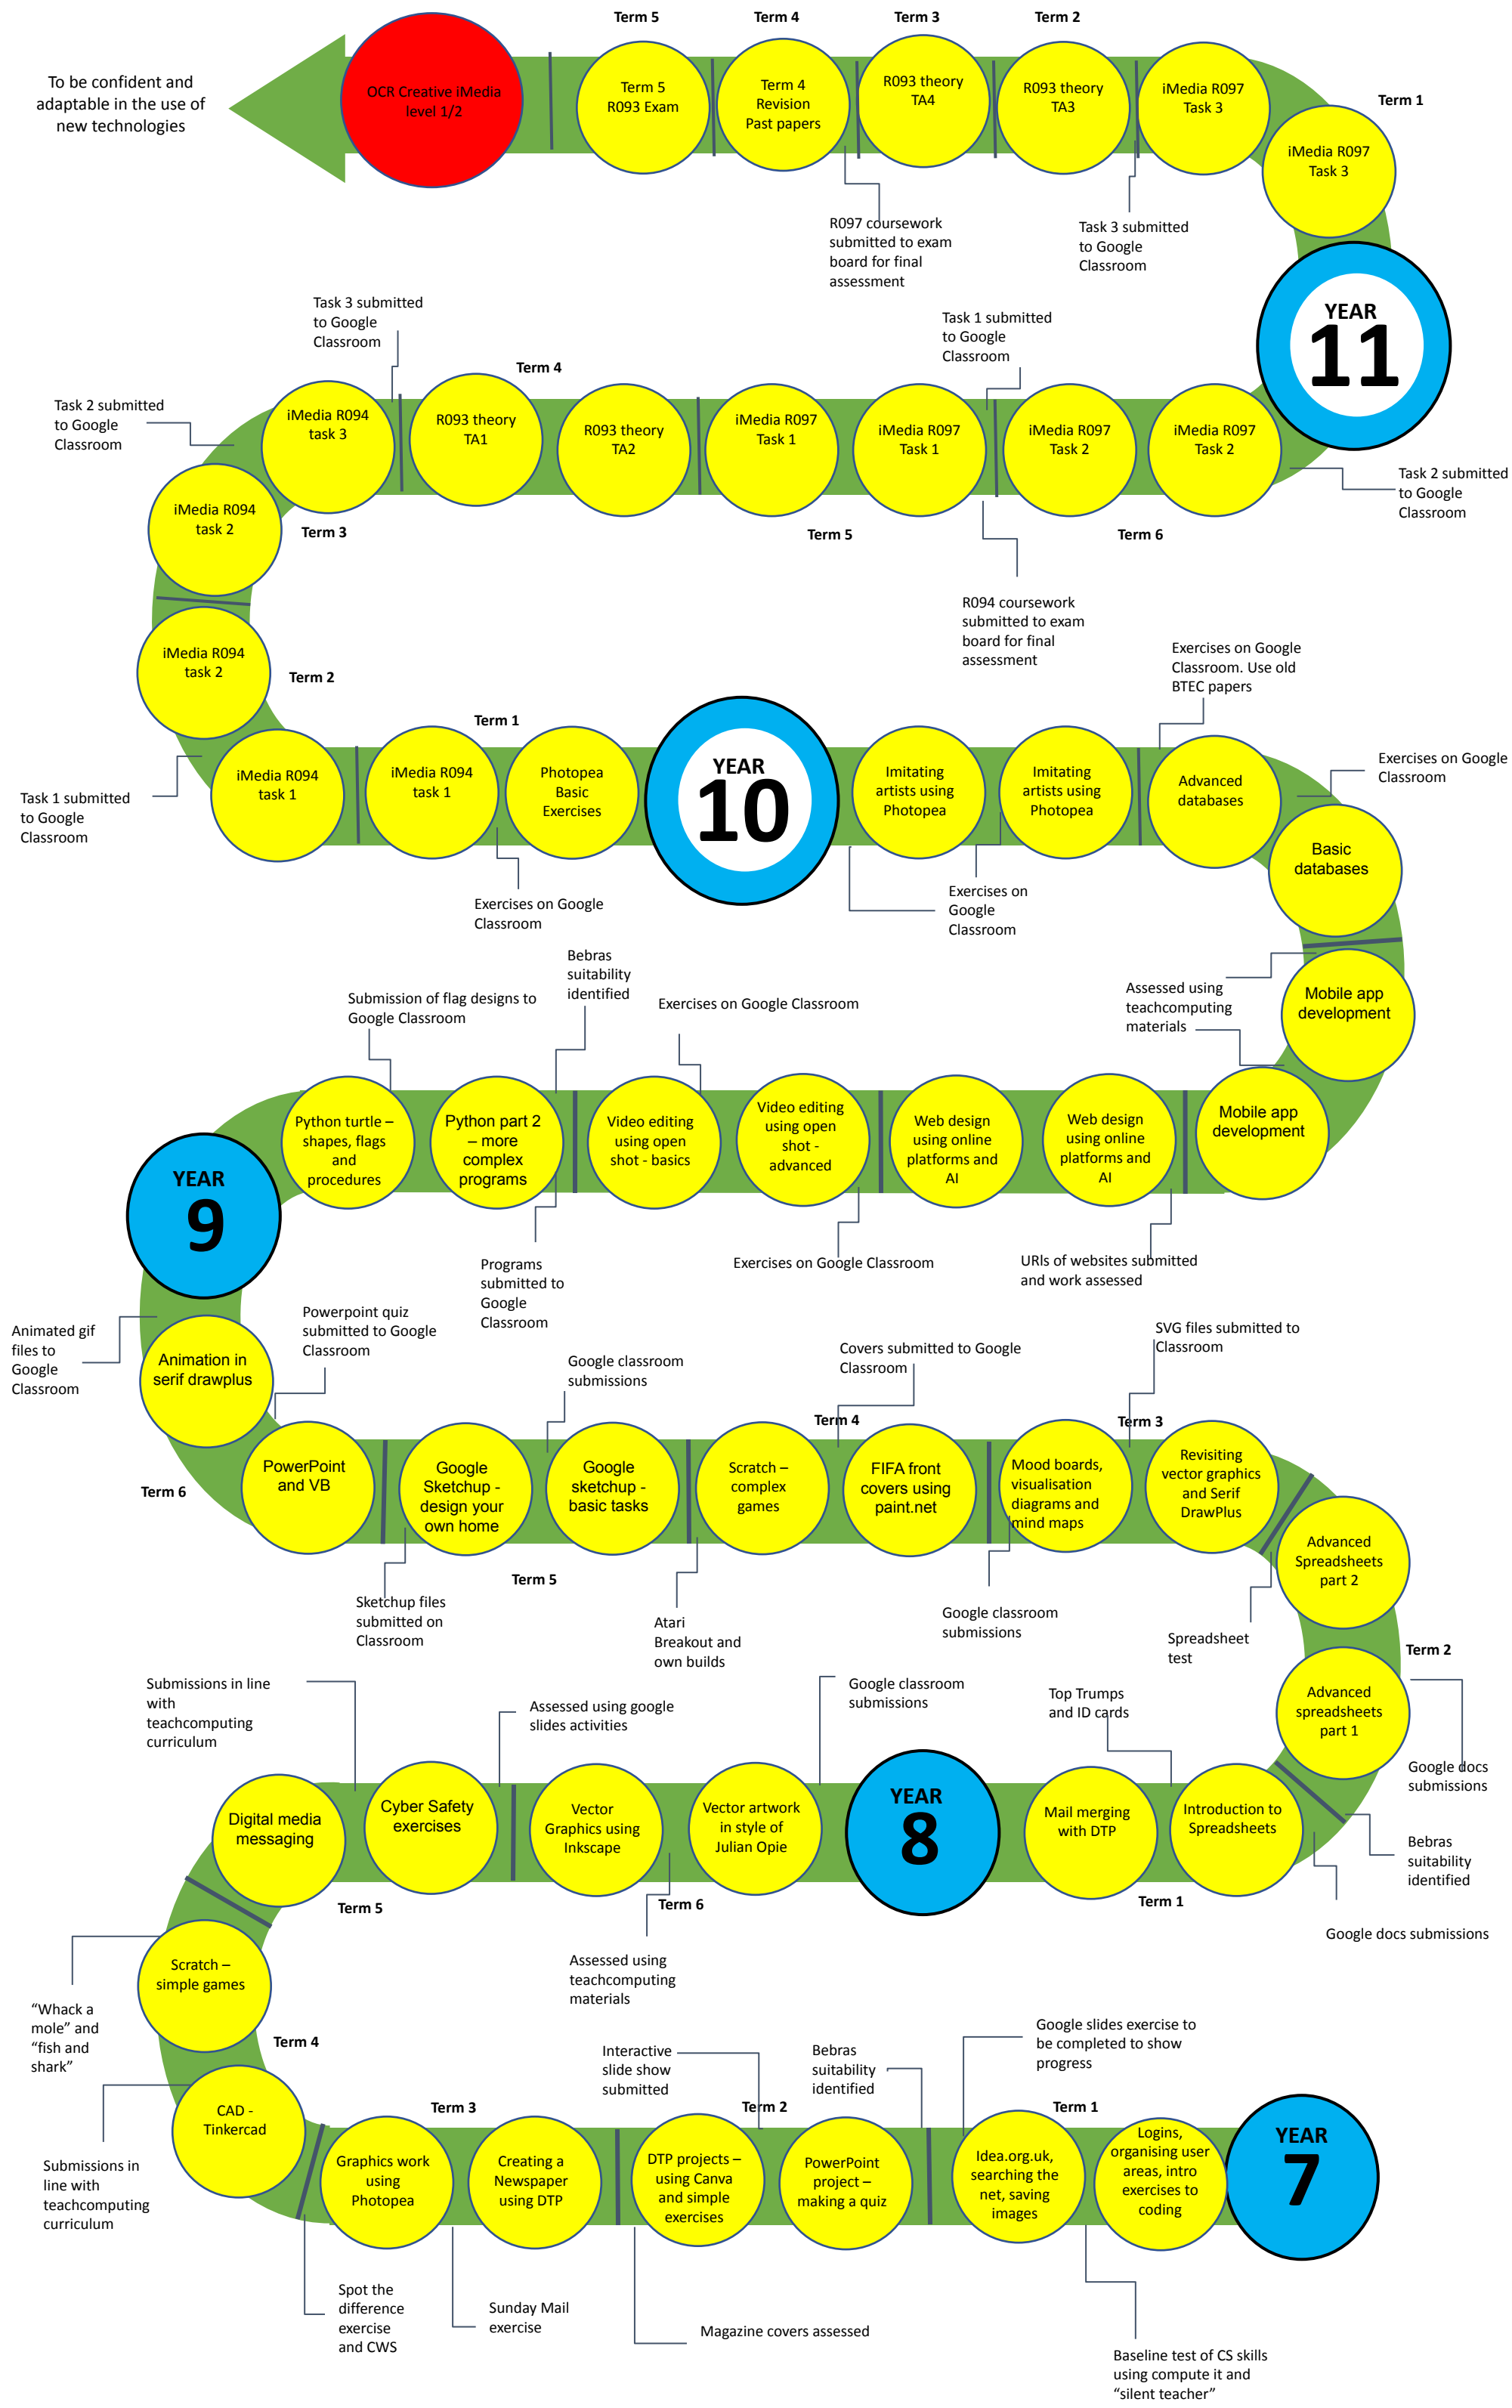 Term 5
Term 4
Term 3
Term 2
To be confident and
adaptable in the use of
new technologies
OCR Creative iMedia
level 1/2
Term 5
R093 Exam
Term 4
Revision
Past papers
R093 theory
TA4
R093 theory
TA3
iMedia R097
Task 3
Term 1
iMedia R097
Task 3
R097 coursework
submitted to exam
board for final
assessment
Task 3 submitted
to Google
Classroom
YEAR
11
Task 3 submitted
to Google
Classroom
Task 1 submitted
to Google
Classroom
Term 4
Task 2 submitted
to Google
Classroom
iMedia R094
task 3
R093 theory
TA1
R093 theory
TA2
iMedia R097
Task 1
iMedia R097
Task 1
iMedia R097
Task 2
iMedia R097
Task 2
Task 2 submitted
to Google
Classroom
iMedia R094
task 2
Term 3
Term 5
Term 6
R094 coursework
submitted to exam
board for final
assessment
iMedia R094
task 2
Term 2
Exercises on Google
Classroom. Use old
BTEC papers
Term 1
Task 1 submitted
to Google
Classroom
iMedia R094
task 1
iMedia R094
task 1
Photopea
Basic
Exercises
YEAR
10
Imitating
artists using
Photopea
Imitating
artists using
Photopea
Advanced
databases
Exercises on Google
Classroom
Basic
databases
Exercises on Google
Classroom
Exercises on
Google
Classroom
Bebras
suitability
identified
Submission of flag designs to
Google Classroom
Exercises on Google Classroom
Assessed using
teachcomputing
materials
Mobile app
development
Python turtle –
shapes, flags
and
procedures
Python part 2
– more
complex
programs
Video editing
using open
shot - basics
Video editing
using open
shot -
advanced
Web design
using online
platforms and
AI
Web design
using online
platforms and
AI
Mobile app
development
YEAR
9
Programs
submitted to
Google
Classroom
Exercises on Google Classroom
URls of websites submitted
and work assessed
Animated gif
files to
Google
Classroom
Powerpoint quiz
submitted to Google
Classroom
Animation in
serif drawplus
Google classroom
submissions
Covers submitted to Google
Classroom
SVG files submitted to
Classroom
Term 4
Term 3
Term 6
PowerPoint
and VB
Google
Sketchup -
design your
own home
Google
sketchup -
basic tasks
Scratch –
complex
games
FIFA front
covers using
paint.net
Mood boards,
visualisation
diagrams and
mind maps
Revisiting
vector graphics
and Serif
DrawPlus
Advanced
Spreadsheets
part 2
Term 5
Sketchup files
submitted on
Classroom
Atari
Breakout and
own builds
Google classroom
submissions
Spreadsheet
test
Term 2
Advanced
spreadsheets
part 1
Google docs
submissions
Submissions in line
with
teachcomputing
curriculum
Assessed using google
slides activities
Google classroom
submissions
Top Trumps
and ID cards
Digital media
messaging
Cyber Safety
exercises
Vector
Graphics using
Inkscape
Vector artwork
in style of
Julian Opie
YEAR
8
Mail merging
with DTP
Introduction to
Spreadsheets
Bebras
suitability
identified
Term 5
Term 6
Term 1
Google docs submissions
Assessed using
teachcomputing
materials
Scratch –
simple games
“Whack a
mole” and
“fish and
shark”
Term 4
CAD -
Tinkercad
Submissions in
line with
teachcomputing
curriculum
Interactive
slide show
submitted
Bebras
suitability
identified
Google slides exercise to
be completed to show
progress
Term 3
Term 2
Term 1
Graphics work
using
Photopea
Creating a
Newspaper
using DTP
DTP projects –
using Canva
and simple
exercises
PowerPoint
project –
making a quiz
Idea.org.uk,
searching the
net, saving
images
Logins,
organising user
areas, intro
exercises to
coding
YEAR
7
Spot the
difference
exercise
and CWS
Sunday Mail
exercise
Magazine covers assessed
Baseline test of CS skills
using compute it and
“silent teacher”